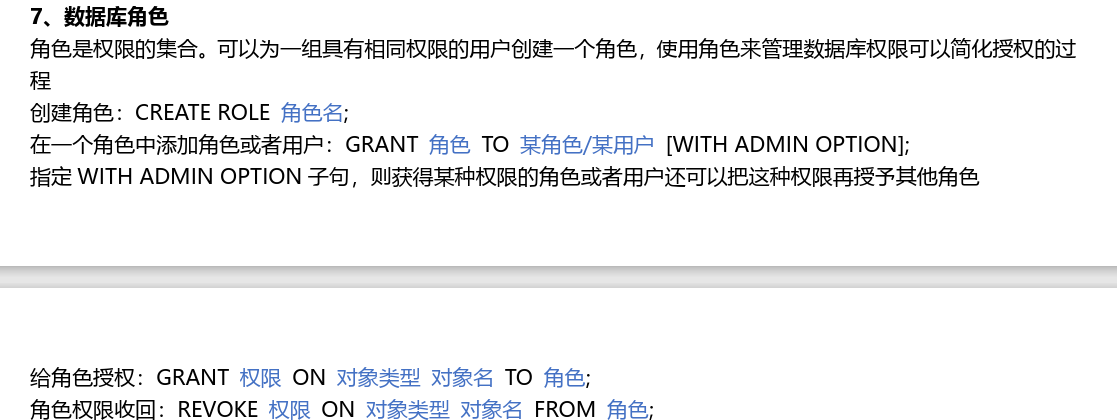 7、数据库角色
角色是权限的集合。可以为一组具有相同权限的用户创建一个角色，使用角色来管理数据库权限可以简化授权的过
程
创建角色：CREATE ROLE 角色名;
在一个角色中添加角色或者用户：GRANT 角色 TO 某角色/某用户 [WITH ADMIN OPTION];
指定 WITH ADMIN OPTION 子句，则获得某种权限的角色或者用户还可以把这种权限再授予其他角色
给角色授权：GRANT 权限 ON 对象类型 对象名 TO 角色;
角色权限收回：REVOKE 权限 ON 对象类型 对象名 FROM 角色;